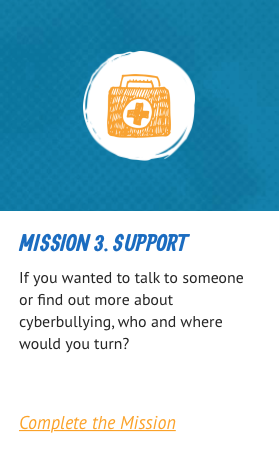 MISSION 3. SUPPORT
If you wanted to talk to someone
or find out more about
cyberbullying, who and where
would you turn?
Complete the Mission